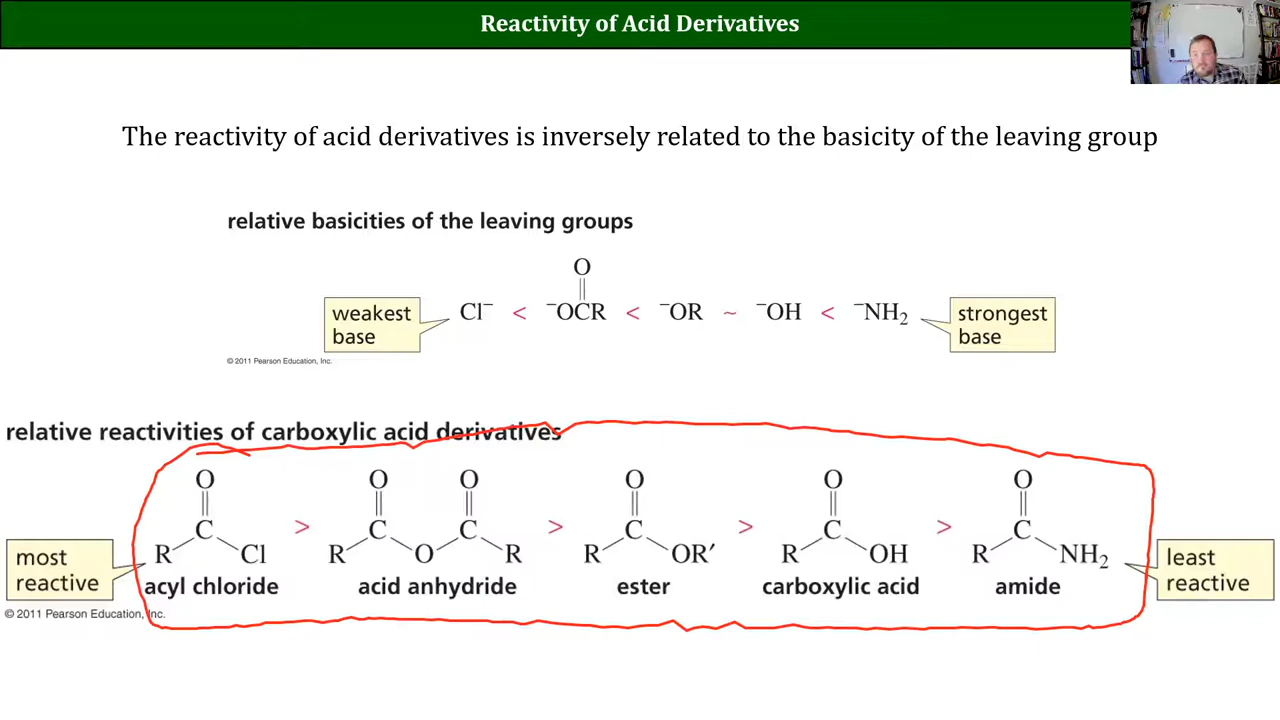 Reactivity of Acid Derivatives
The reactivity of acid derivatives is inversely related to the basicity of the leaving group
relative basicities of the leaving groups
O
weakest base
Cl⁻ < ⁻OCR < ⁻OR ~ ⁻OH < ⁻NH₂
strongest base
© 2011 Pearson Education, Inc.
relative reactivities of carboxylic acid derivatives
O O O O O O
C > C C > C > C > C
most reactive
R Cl R O R R OR′ R OH R NH₂
least reactive
acyl chloride acid anhydride ester carboxylic acid amide
© 2011 Pearson Education, Inc.